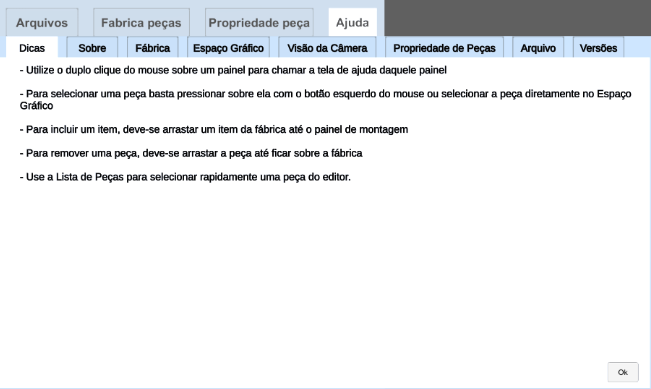 Arquivos Fabrica peças Propriedade peça Ajuda
Dicas Sobre Fábrica Espaço Gráfico Visão da Câmera Propriedade de Peças Arquivo Versões
- Utilize o duplo clique do mouse sobre um painel para chamar a tela de ajuda daquele painel
- Para selecionar uma peça basta pressionar sobre ela com o botão esquerdo do mouse ou selecionar a peça diretamente no Espaço
Gráfico
- Para incluir um item, deve-se arrastar um item da fábrica até o painel de montagem
- Para remover uma peça, deve-se arrastar a peça até ficar sobre a fábrica
- Use a Lista de Peças para selecionar rapidamente uma peça do editor.
Ok